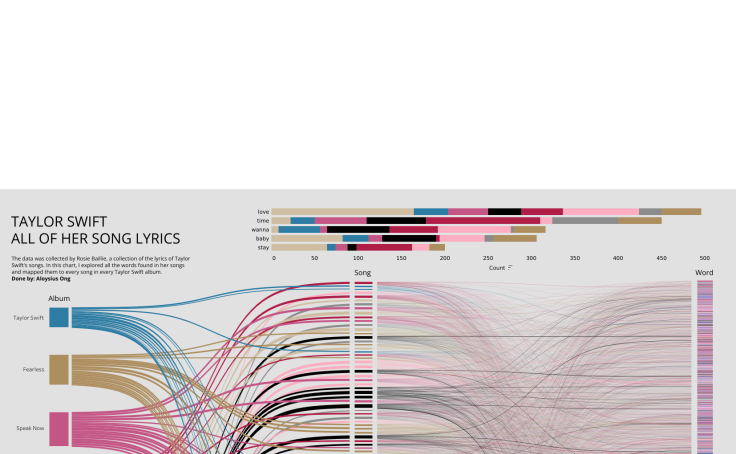 TAYLOR SWIFT
ALL OF HER SONG LYRICS
The data was collected by Rosie Baillie, a collection of the lyrics of Taylor
Swift's songs. In this chart, I explored all the words found in her songs
and mapped them to every song in every Taylor Swift album.
Done by: Aloysius Ong
love
time
wanna
baby
stay
0 50 100 150 200 250 300 350 400 450 500
Count
Album
Song
Word
Taylor Swift
Fearless
Speak Now